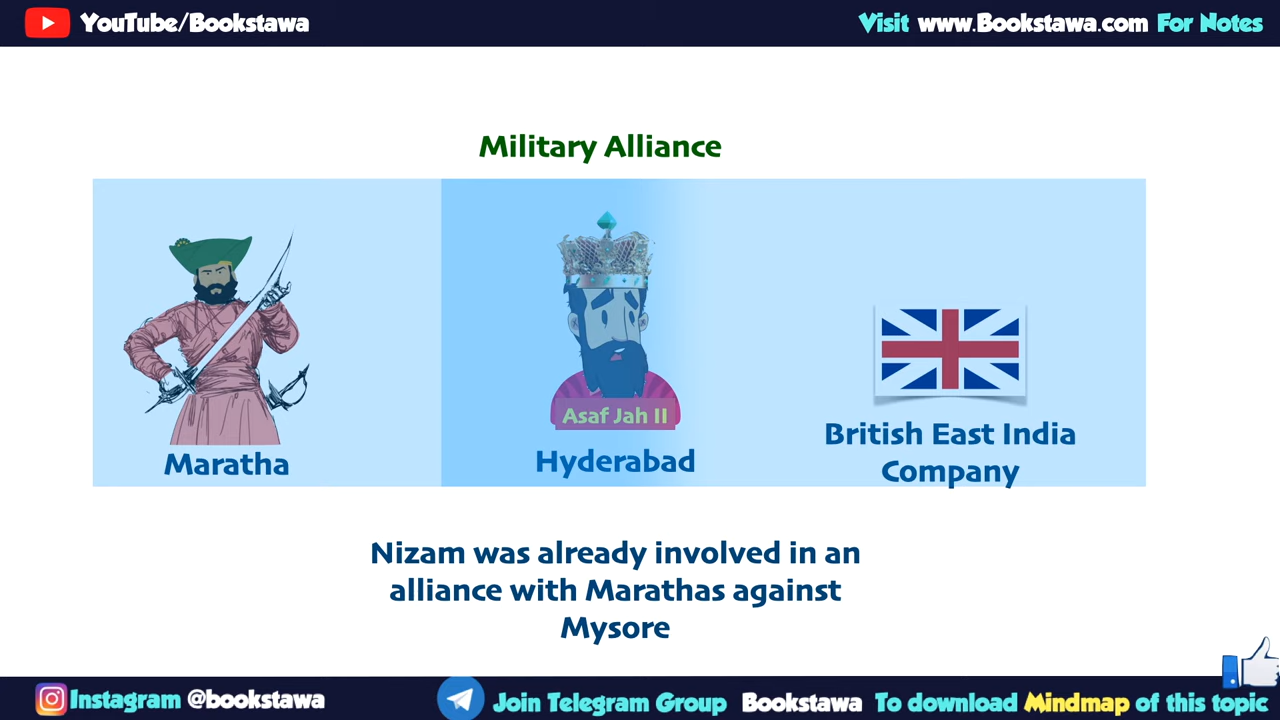 YouTube/Bookstawa
Visit www.Bookstawa.com For Notes
Military Alliance
Asaf Jah II
Maratha
Hyderabad
British East India
Company
Nizam was already involved in an
alliance with Marathas against
Mysore
Instagram @bookstawa
Join Telegram Group Bookstawa To download Mindmap of this topic